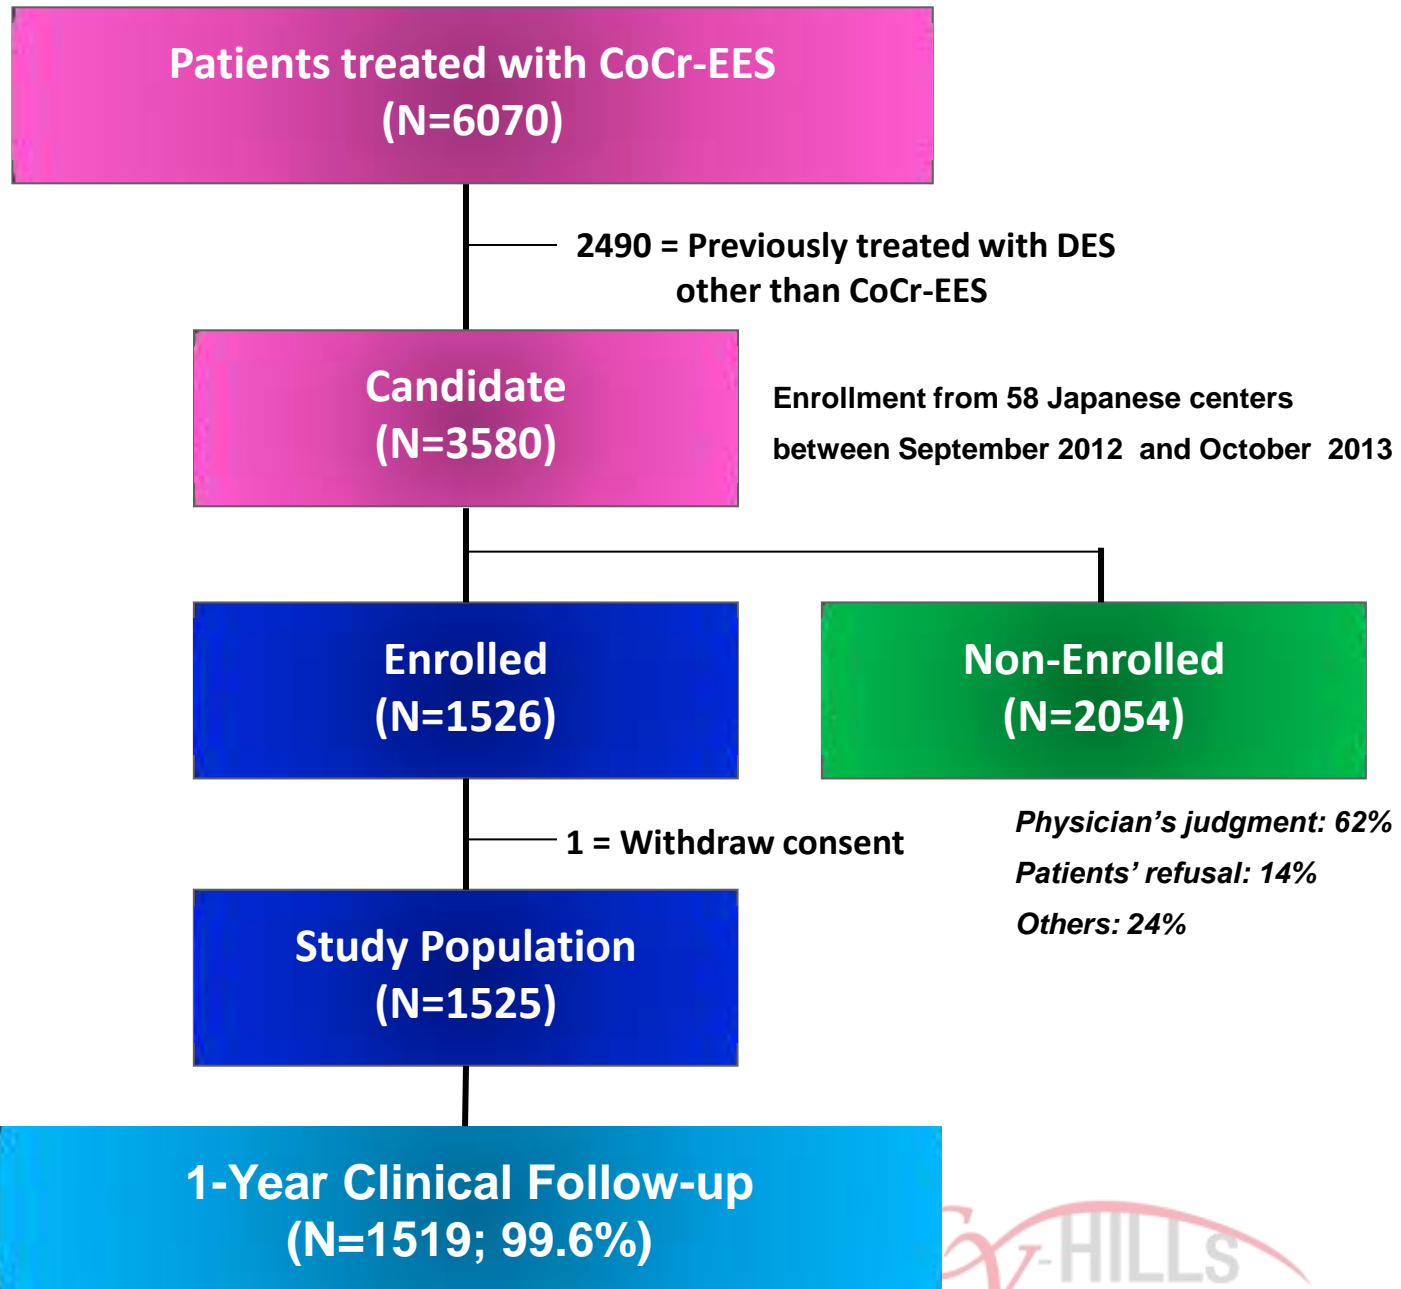 Patients treated with CoCr-EES
(N=6070)
2490 = Previously treated with DES
other than CoCr-EES
Candidate
(N=3580)
Enrollment from 58 Japanese centers
between September 2012 and October 2013
Enrolled
(N=1526)
Non-Enrolled
(N=2054)
1 = Withdraw consent
Physician’s judgment: 62%
Patients’ refusal: 14%
Others: 24%
Study Population
(N=1525)
1-Year Clinical Follow-up
(N=1519; 99.6%)
-HILLS